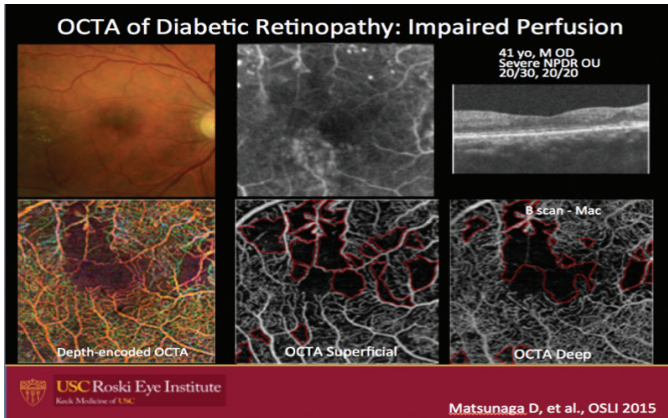 OCTA of Diabetic Retinopathy: Impaired Perfusion
41 yo, M OD
Severe NPDR OU
20/30, 20/20
B scan - Mac
Depth-encoded OCTA
OCTA Superficial
OCTA Deep
USC Roski Eye Institute
Keck Medicine of USC
Matsunaga D, et al., OSLI 2015